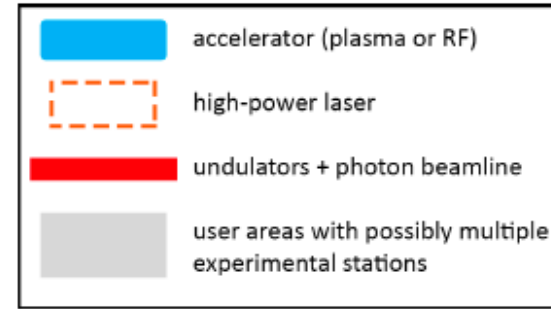 accelerator (plasma or RF)
high-power laser
undulators + photon beamline
user areas with possibly multiple
experimental stations